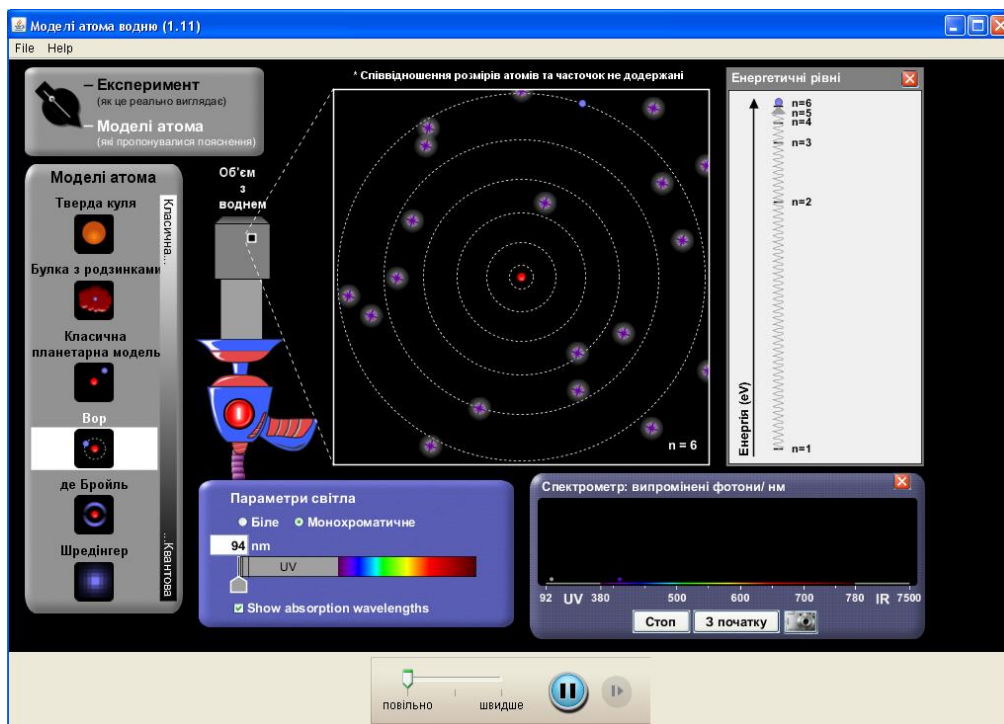 Моделі атома водню (1.11)
File Help
Експеримент
(як це реально виглядає)
Моделі атома
(які пропонувалися пояснення)
Моделі атома
Тверда куля
Булка з родзинками
Класична
планетарна модель
Бор
де Бройль
Шредінгер
Класична...
...Квантова
Об'єм
з
воднем
* Співвідношення розмірів атомів та часточок не додержані
n = 6
Енергетичні рівні
Енергія (eV)
n=6
n=5
n=4
n=3
n=2
n=1
Параметри світла
Біле Монохроматичне
94 nm
UV
Show absorption wavelengths
Спектрометр: випромінені фотони/ нм
92 UV 380 500 600 700 780 IR 7500
Стоп З початку
повільно швидше